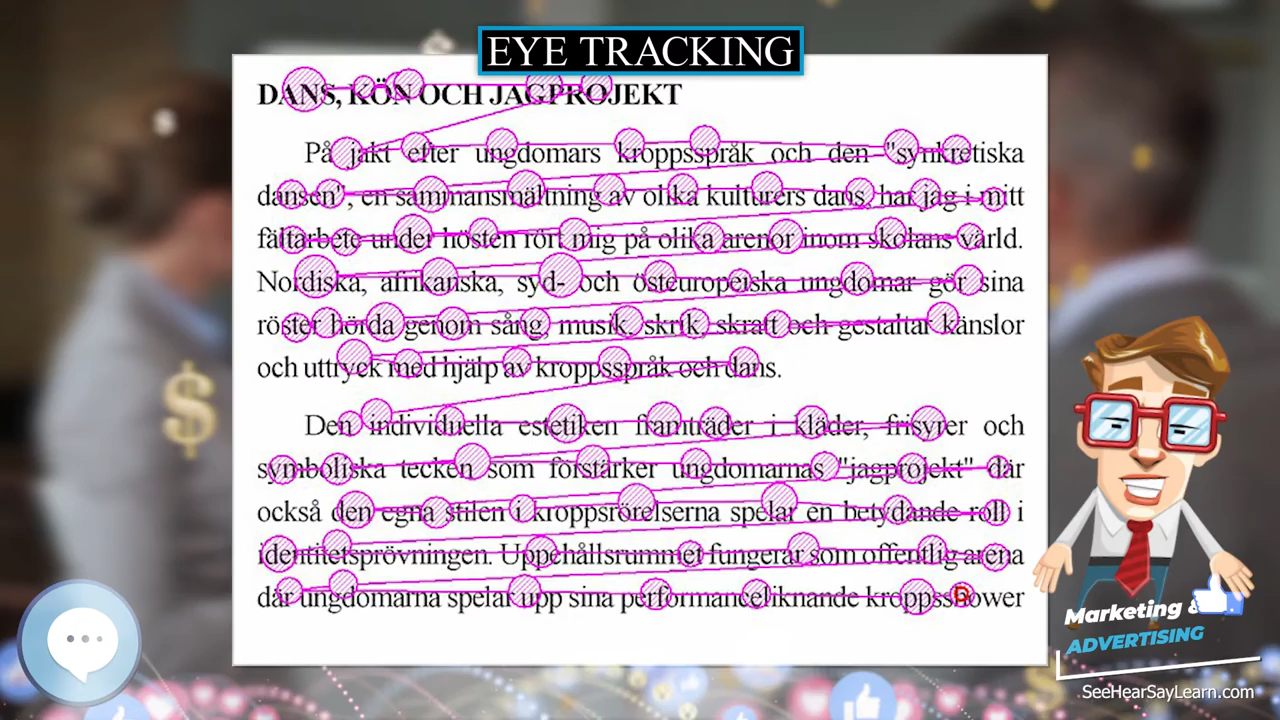 EYE TRACKING
DANS, KÖN OCH JAGPROJEKT
På jakt efter ungdomars kroppsspråk och den "synkretiska
dansen", en sammansmältning av olika kulturers dans, har jag i mitt
fältarbete under hösten rört mig på olika arenor inom skolans värld.
Nordiska, afrikanska, syd- och östeuropeiska ungdomar gör sina
röster hörda genom sång, musik, skrik, skratt och gestaltar känslor
och uttryck med hjälp av kroppsspråk och dans.
Den individuella estetiken framträder i kläder, frisyrer och
symboliska tecken som förstärker ungdomarnas "jagprojekt" där
också den egna stilen i kroppsrörelserna spelar en betydande roll i
identitetsprövningen. Uppehållsrummet fungerar som offentlig arena
där ungdomarna spelar upp sina performanceliknande kroppsshower
Marketing &
ADVERTISING
SeeHearSayLearn.com